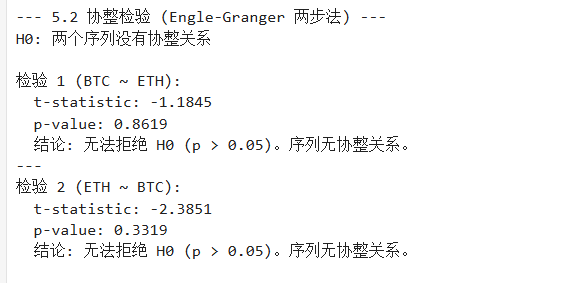 --- 5.2 协整检验 (Engle-Granger 两步法) ---
H0: 两个序列没有协整关系
检验 1 (BTC ~ ETH):
t-statistic: -1.1845
p-value: 0.8619
结论: 无法拒绝 H0 (p > 0.05)。序列无协整关系。
---
检验 2 (ETH ~ BTC):
t-statistic: -2.3851
p-value: 0.3319
结论: 无法拒绝 H0 (p > 0.05)。序列无协整关系。